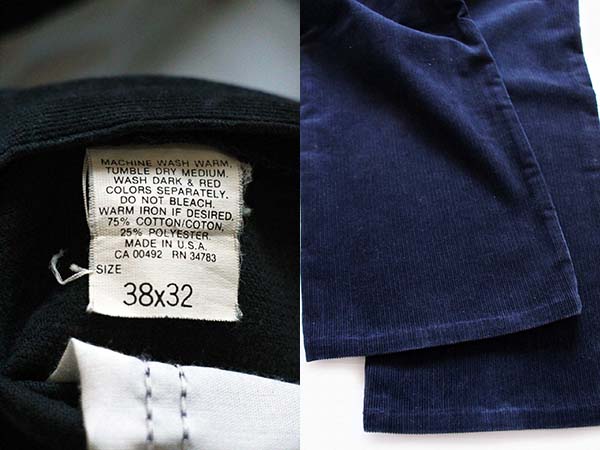 MACHINE WASH WARM,
TUMBLE DRY MEDIUM.
WASH DARK & RED
COLORS SEPARATELY.
DO NOT BLEACH.
WARM IRON IF DESIRED.
75% COTTON/COTON,
25% POLYESTER.
MADE IN U.S.A.
CA 00492 RN 34783
SIZE
38x32